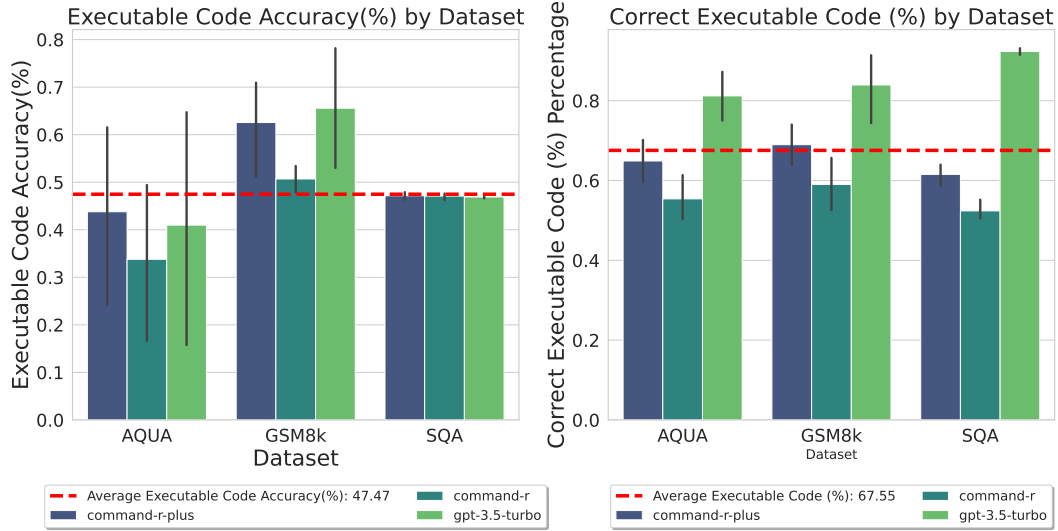 Executable Code Accuracy(%) by Dataset
Executable Code Accuracy(%)
0.8
0.7
0.6
0.5
0.4
0.3
0.2
0.1
0.0
AQUA GSM8k SQA
Dataset
Average Executable Code Accuracy(%): 47.47
command-r-plus
command-r
gpt-3.5-turbo
Correct Executable Code (%) by Dataset
Correct Executable Code (%) Percentage
0.8
0.6
0.4
0.2
0.0
AQUA GSM8k SQA
Dataset
Average Executable Code (%): 67.55
command-r-plus
command-r
gpt-3.5-turbo